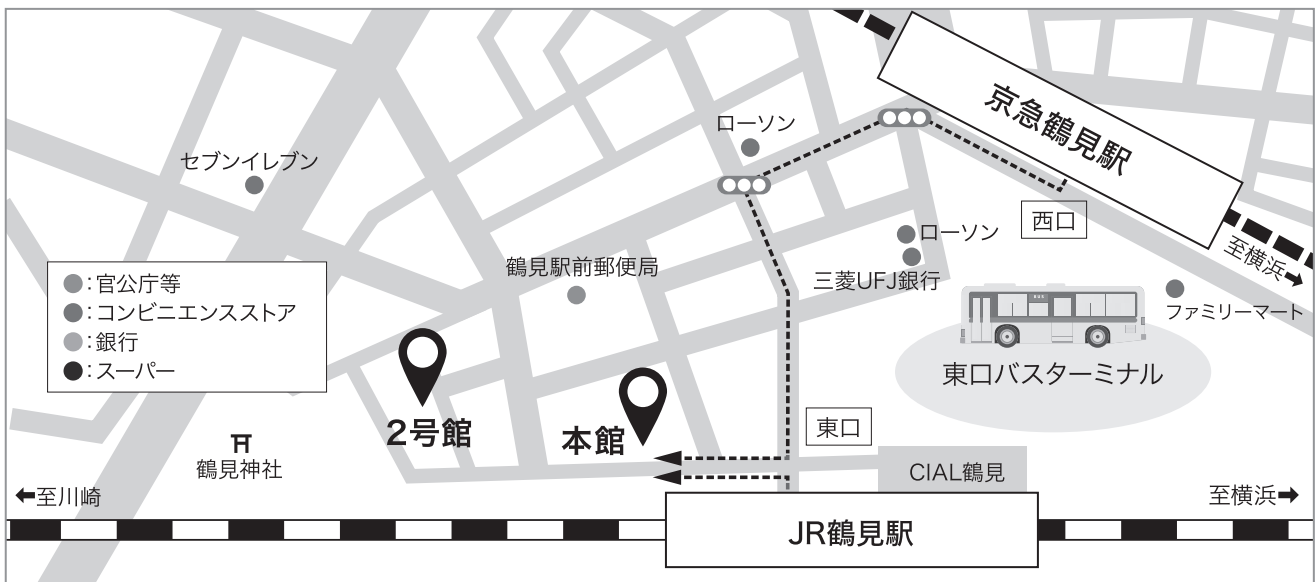 京急鶴見駅
ローソン
セブンイレブン
西口
ローソン
三菱UFJ銀行
鶴見駅前郵便局
至横浜➡
ファミリーマート
●:官公庁等
●:コンビニエンスストア
●:銀行
●:スーパー
東口バスターミナル
2号館
本館
東口
鶴見神社
CIAL鶴見
⬅至川崎
至横浜➡
JR鶴見駅